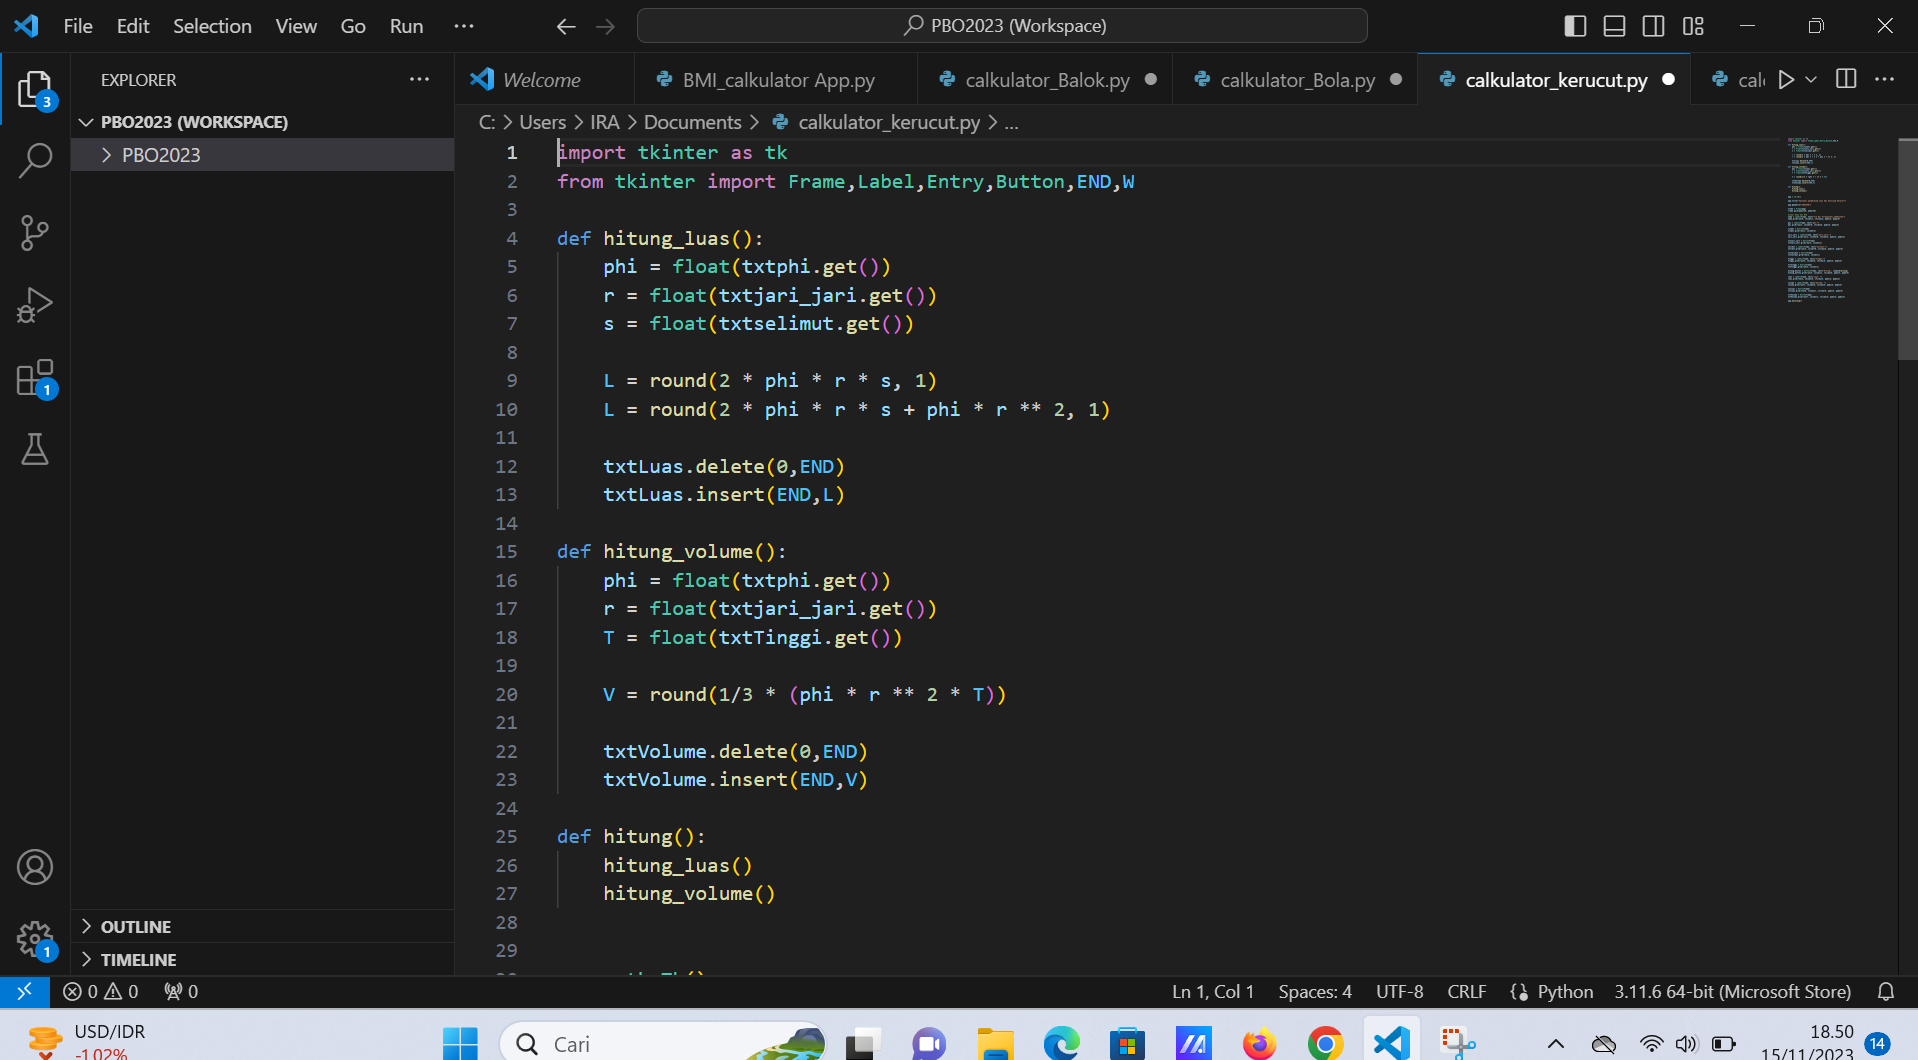 File Edit Selection View Go Run ···
PBO2023 (Workspace)
EXPLORER ···
3
PBO2023 (WORKSPACE)
PBO2023
1
OUTLINE
TIMELINE
1
Welcome BMI_calkulator App.py calkulator_Balok.py calkulator_Bola.py calkulator_kerucut.py
C: > Users > IRA > Documents > calkulator_kerucut.py > ...
1 import tkinter as tk
2 from tkinter import Frame,Label,Entry,Button,END,W
3
4 def hitung_luas():
5 phi = float(txtphi.get())
6 r = float(txtjari_jari.get())
7 s = float(txtselimut.get())
8
9 L = round(2 * phi * r * s, 1)
10 L = round(2 * phi * r * s + phi * r ** 2, 1)
11
12 txtLuas.delete(0,END)
13 txtLuas.insert(END,L)
14
15 def hitung_volume():
16 phi = float(txtphi.get())
17 r = float(txtjari_jari.get())
18 T = float(txtTinggi.get())
19
20 V = round(1/3 * (phi * r ** 2 * T))
21
22 txtVolume.delete(0,END)
23 txtVolume.insert(END,V)
24
25 def hitung():
26 hitung_luas()
27 hitung_volume()
28
29
0 0 0 Ln 1, Col 1 Spaces: 4 UTF-8 CRLF Python 3.11.6 64-bit (Microsoft Store)
USD/IDR
-1.02%
Cari
18.50
15/11/2023
14